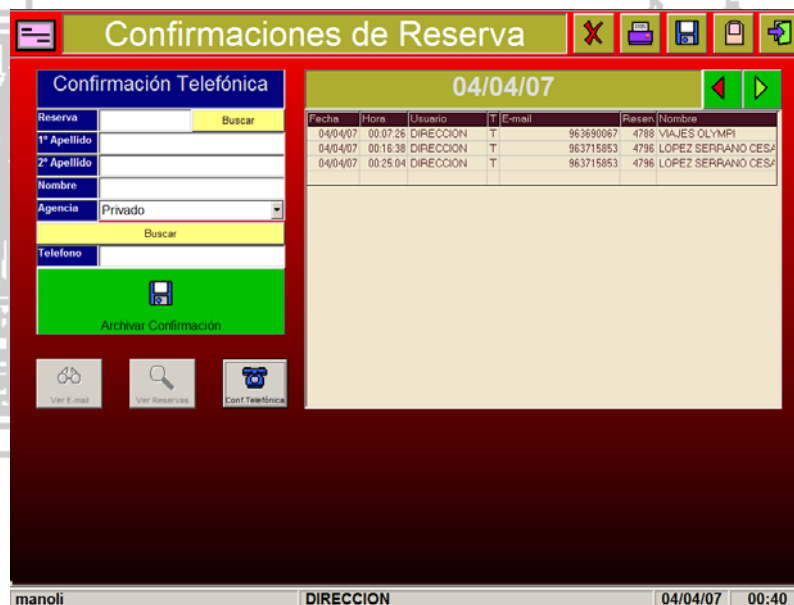 Confirmaciones de Reserva
Confirmación Telefónica
04/04/07
Reserva Buscar
1º Apellido
2º Apellido
Nombre
Agencia Privado
Buscar
Telefono
Archivar Confirmación
Ver E-mail Ver Reservas Conf.Telefónica
Fecha Hora Usuario T E-mail Resen Nombre
04/04/07 00:07:26 DIRECCION T 963690067 4788 VIAJES OLYMPI
04/04/07 00:16:38 DIRECCION T 963715853 4796 LOPEZ SERRANO CESA
04/04/07 00:25:04 DIRECCION T 963715853 4796 LOPEZ SERRANO CESA
manoli DIRECCION 04/04/07 00:40